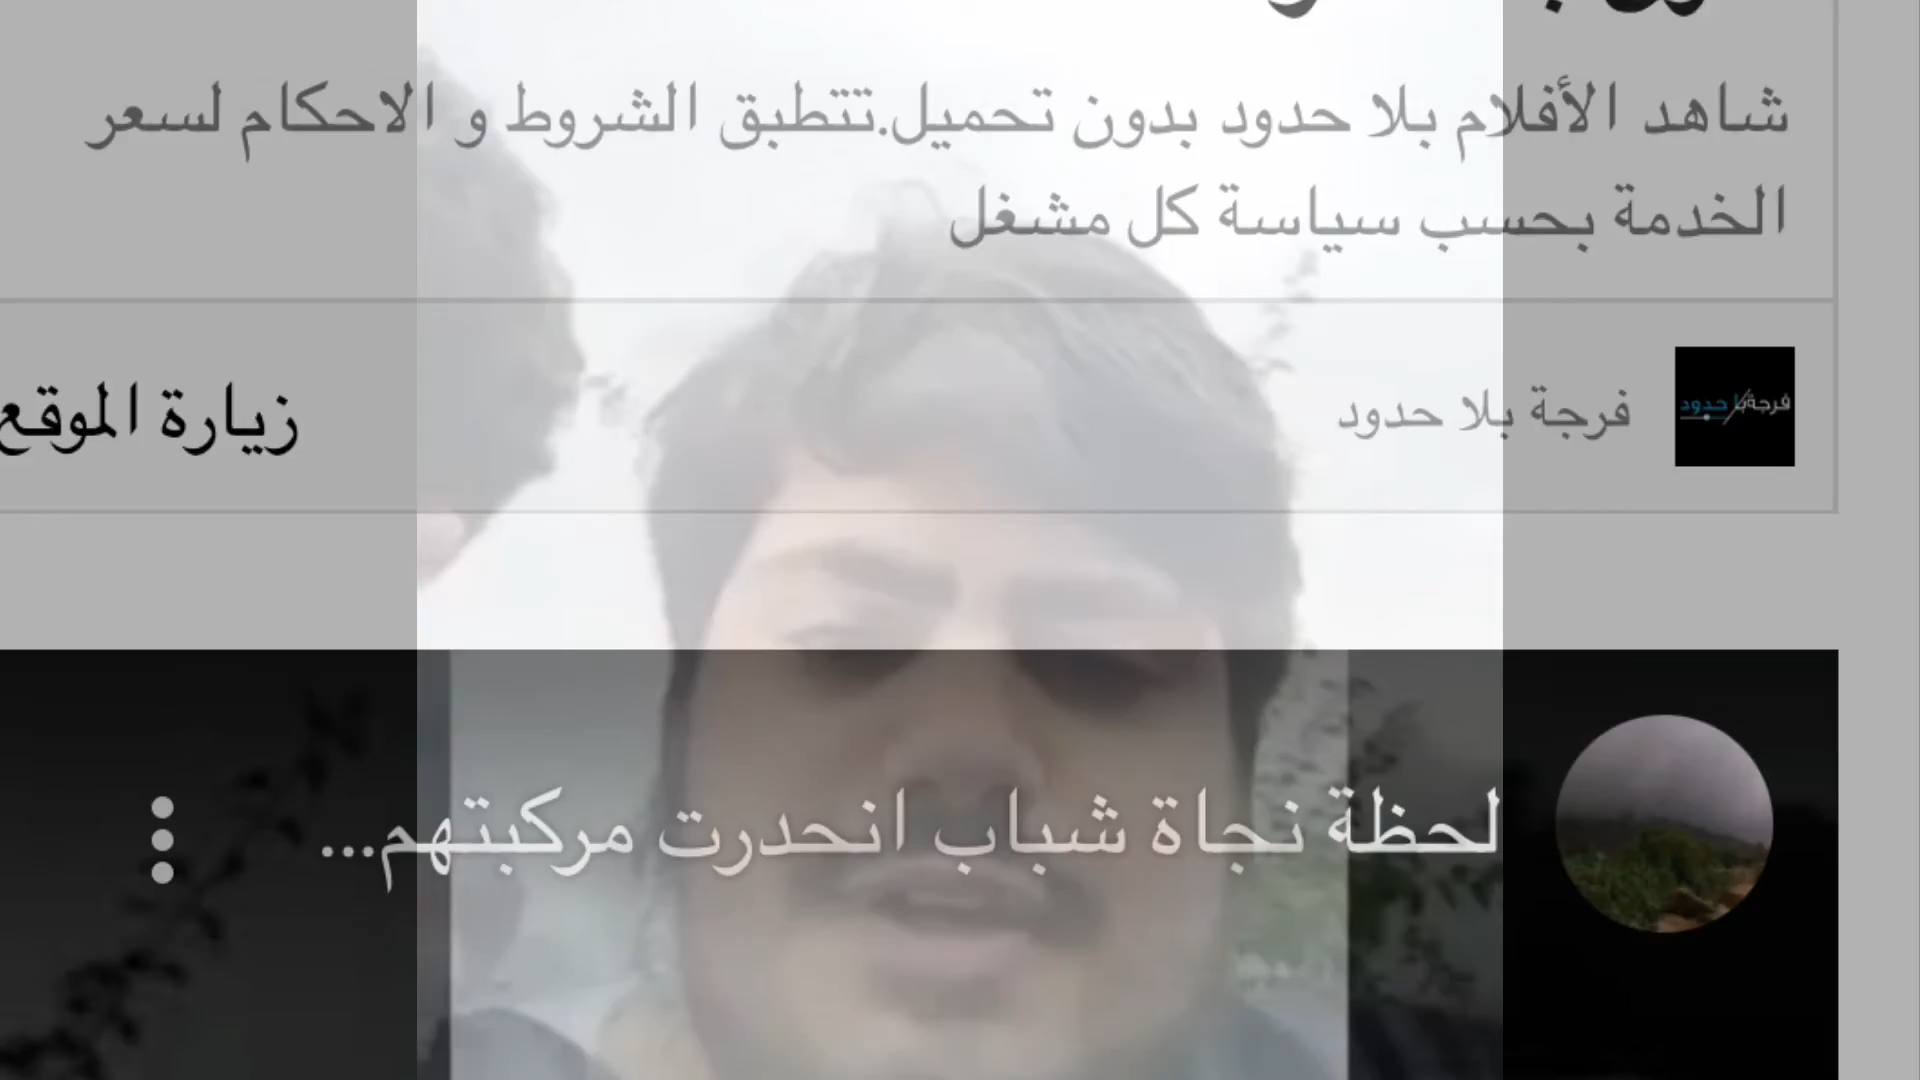 شاهد الأفلام بلا حدود بدون تحميل.تتطبق الشروط و الاحكام لسعر
الخدمة بحسب سياسة كل مشغل
فرجة بلا حدود
فرجة بلا حدود
زيارة الموقع
لحظة نجاة شباب انحدرت مركبتهم...